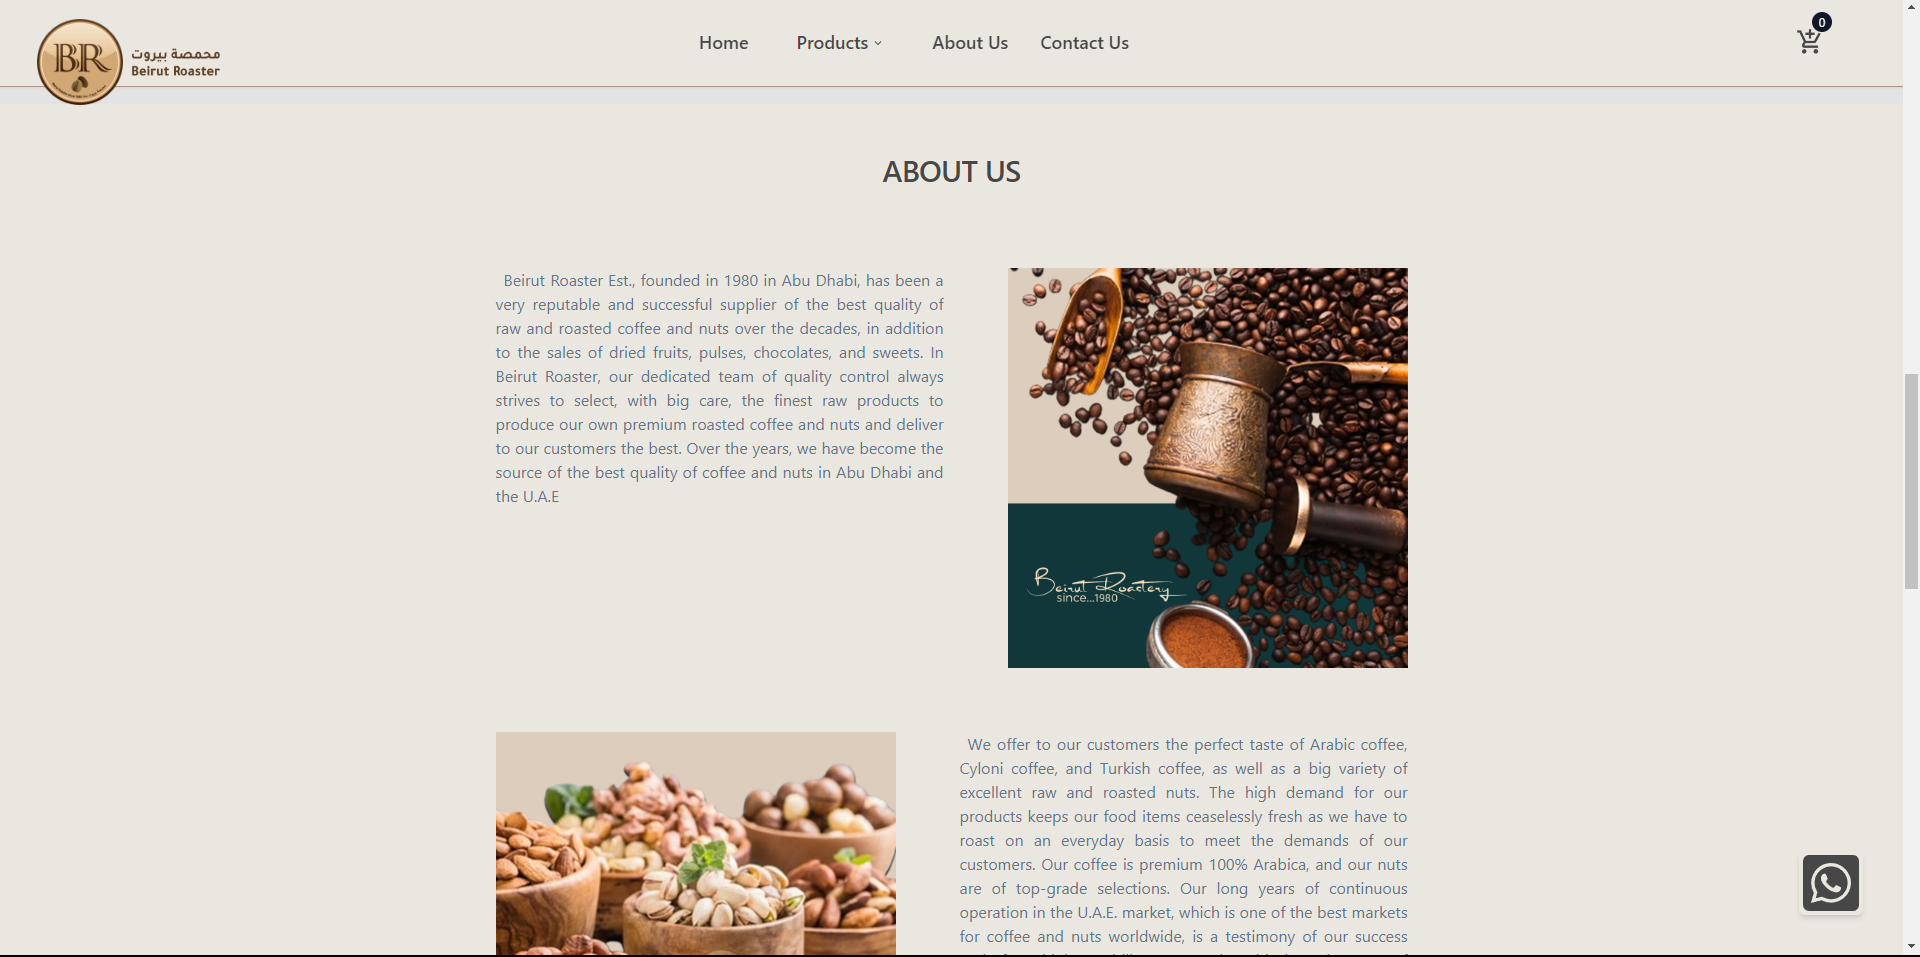 BR
محمصة بيروت
Beirut Roaster
Home
Products
About Us
Contact Us
0
ABOUT US
Beirut Roaster Est., founded in 1980 in Abu Dhabi, has been a
very reputable and successful supplier of the best quality of
raw and roasted coffee and nuts over the decades, in addition
to the sales of dried fruits, pulses, chocolates, and sweets. In
Beirut Roaster, our dedicated team of quality control always
strives to select, with big care, the finest raw products to
produce our own premium roasted coffee and nuts and deliver
to our customers the best. Over the years, we have become the
source of the best quality of coffee and nuts in Abu Dhabi and
the U.A.E
Beirut Roastery
since...1980
We offer to our customers the perfect taste of Arabic coffee,
Cyloni coffee, and Turkish coffee, as well as a big variety of
excellent raw and roasted nuts. The high demand for our
products keeps our food items ceaselessly fresh as we have to
roast on an everyday basis to meet the demands of our
customers. Our coffee is premium 100% Arabica, and our nuts
are of top-grade selections. Our long years of continuous
operation in the U.A.E. market, which is one of the best markets
for coffee and nuts worldwide, is a testimony of our success